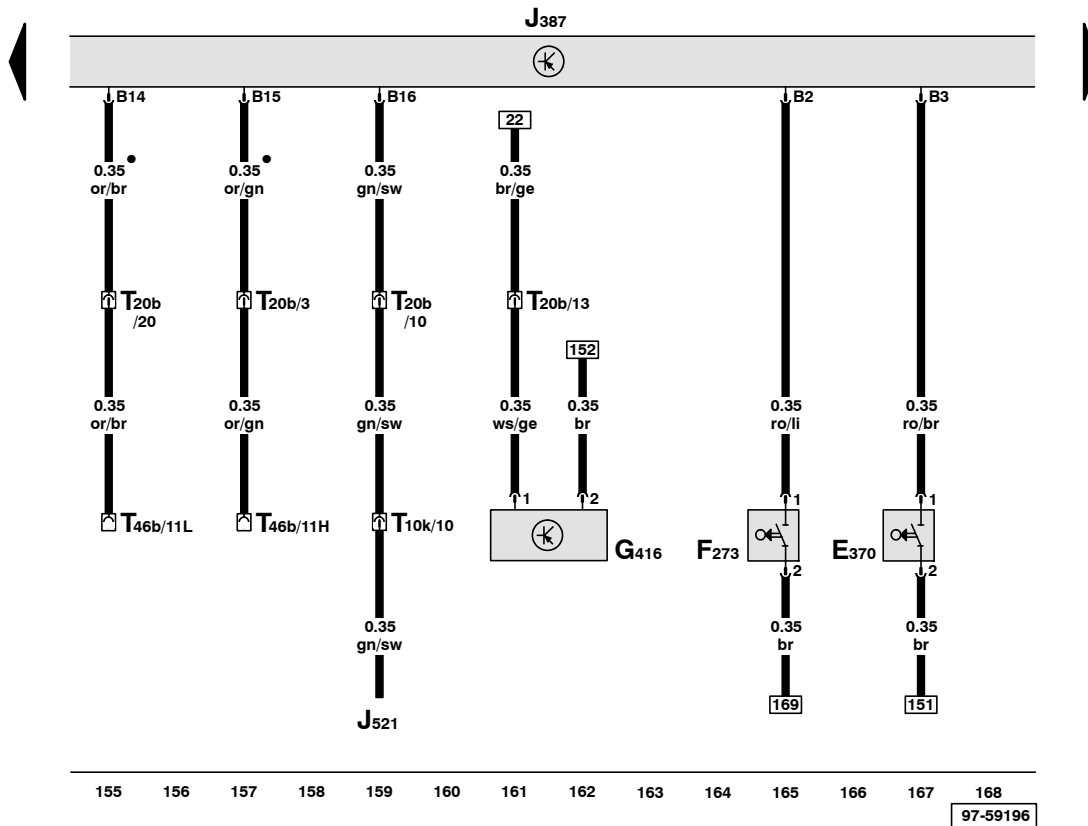 J387
B14 B15 B16 B2 B3
22
0.35 0.35 0.35 0.35
or/br or/gn gn/sw br/ge
T20b T20b/3 T20b T20b/13
/20 /10
152
0.35 0.35 0.35 0.35 0.35 0.35 0.35
or/br or/gn gn/sw ws/ge br ro/li ro/br
1 2 1 1
T46b/11L T46b/11H T10k/10
G416 F273 E370
2 2
0.35 0.35 0.35
gn/sw br br
169 151
J521
155 156 157 158 159 160 161 162 163 164 165 166 167 168
97-59196